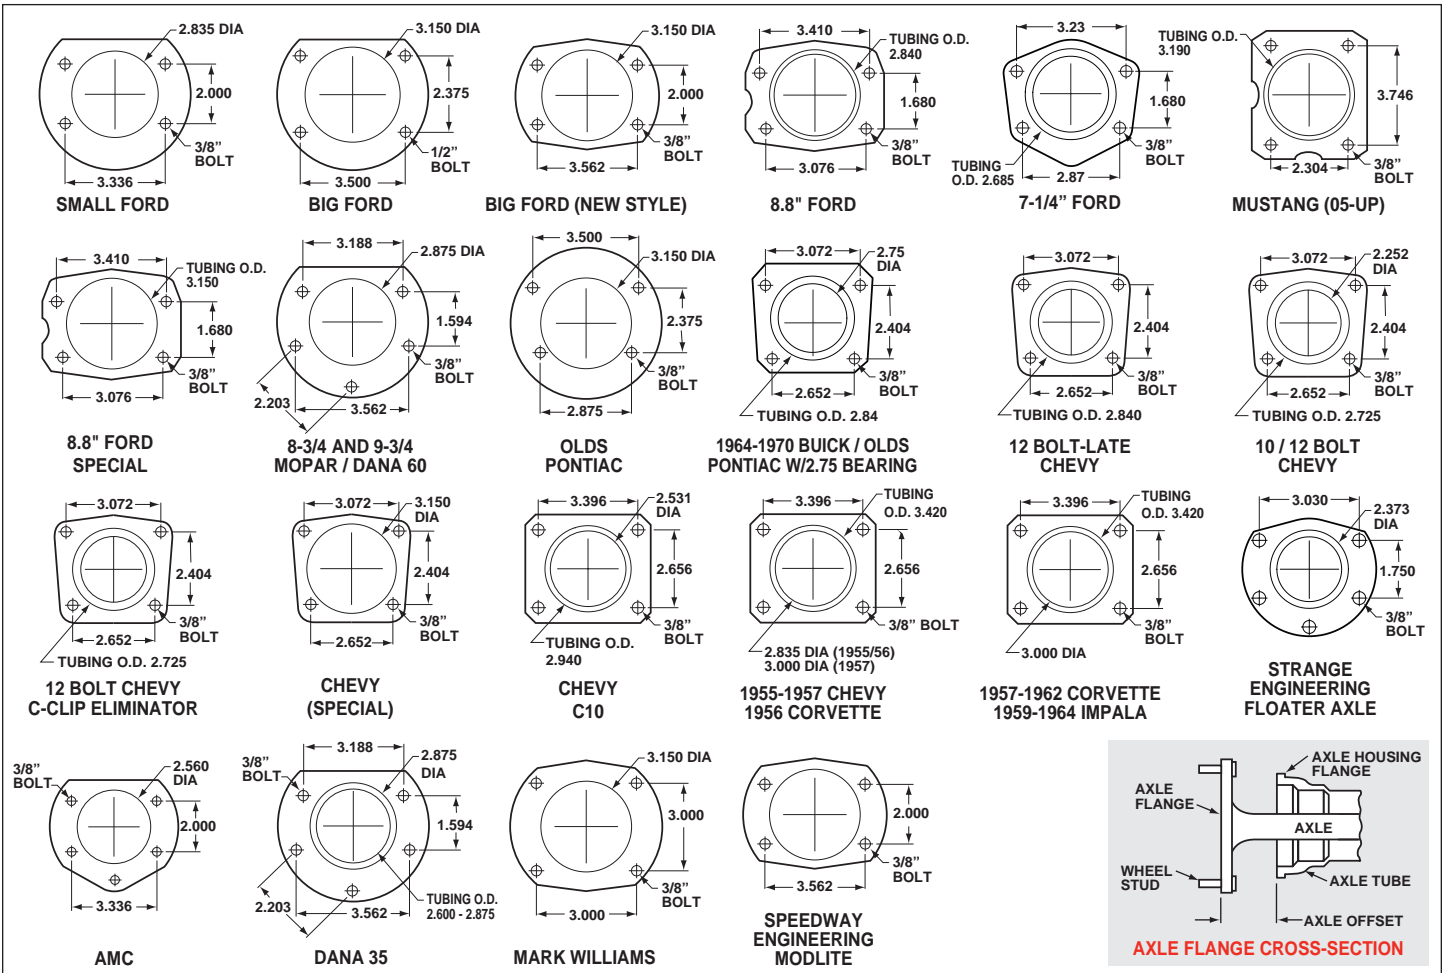 2.835 DIA
2.000
3/8”
BOLT
3.336
SMALL FORD
3.150 DIA
2.375
1/2”
BOLT
3.500
BIG FORD
3.150 DIA
2.000
3/8”
BOLT
3.562
BIG FORD (NEW STYLE)
3.410
TUBING O.D.
2.840
1.680
3/8”
BOLT
3.076
8.8" FORD
3.23
1.680
3/8”
BOLT
TUBING
O.D. 2.685
2.87
7-1/4” FORD
TUBING O.D.
3.190
3.746
3/8”
BOLT
2.304
MUSTANG (05-UP)
3.410
TUBING O.D.
3.150
1.680
3/8”
BOLT
3.076
8.8" FORD
SPECIAL
3.188
2.875 DIA
1.594
3/8”
BOLT
2.203
3.562
8-3/4 AND 9-3/4
MOPAR / DANA 60
3.500
3.150 DIA
2.375
3/8”
BOLT
2.875
OLDS
PONTIAC
3.072
2.75
DIA
2.404
3/8”
BOLT
2.652
TUBING O.D. 2.84
1964-1970 BUICK / OLDS
PONTIAC W/2.75 BEARING
3.072
2.404
3/8”
BOLT
2.652
TUBING O.D. 2.840
12 BOLT-LATE
CHEVY
3.072
2.252
DIA
2.404
3/8”
BOLT
2.652
TUBING O.D. 2.725
10 / 12 BOLT
CHEVY
3.072
2.404
3/8”
BOLT
2.652
TUBING O.D. 2.725
12 BOLT CHEVY
C-CLIP ELIMINATOR
3.072
3.150
DIA
2.404
3/8”
BOLT
2.652
CHEVY
(SPECIAL)
3.396
2.531
DIA
2.656
3/8”
BOLT
TUBING O.D.
2.940
CHEVY
C10
3.396
TUBING
O.D. 3.420
2.656
3/8” BOLT
2.835 DIA (1955/56)
3.000 DIA (1957)
1955-1957 CHEVY
1956 CORVETTE
3.396
TUBING
O.D. 3.420
2.656
3/8”
BOLT
3.000 DIA
1957-1962 CORVETTE
1959-1964 IMPALA
3.030
2.373
DIA
1.750
3/8”
BOLT
STRANGE
ENGINEERING
FLOATER AXLE
3/8”
BOLT
2.560
DIA
2.000
3.336
AMC
3/8”
BOLT
3.188
2.875
DIA
1.594
2.203
3.562
TUBING O.D.
2.600 - 2.875
DANA 35
3.150 DIA
3.000
3/8”
BOLT
3.000
MARK WILLIAMS
2.000
3/8”
BOLT
3.562
SPEEDWAY
ENGINEERING
MODLITE
AXLE HOUSING
FLANGE
AXLE
FLANGE
AXLE
WHEEL
STUD
AXLE TUBE
AXLE OFFSET
AXLE FLANGE CROSS-SECTION